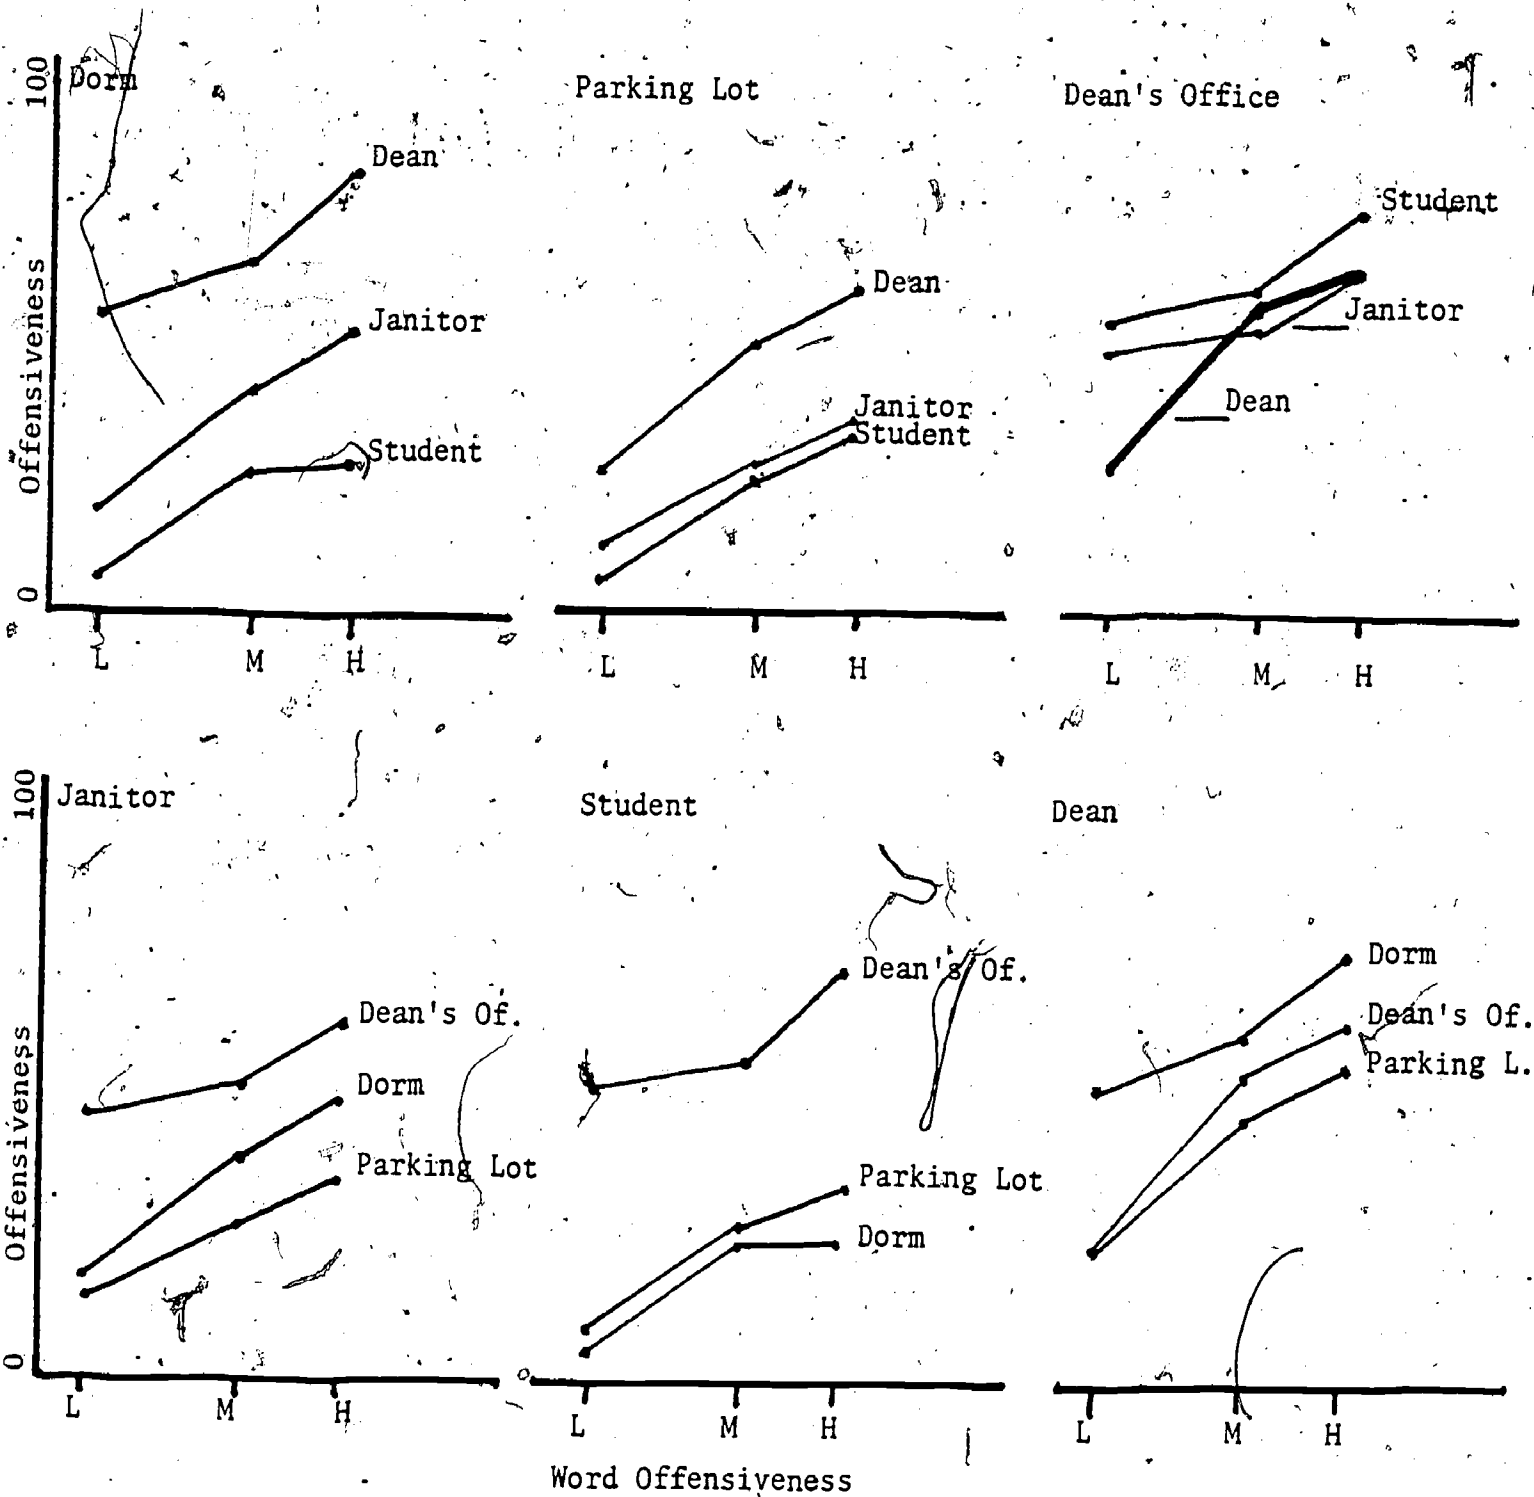 100
Dorm
Parking Lot
Dean's Office
Dean
Student
Dean
Janitor
Janitor
Janitor
Student
Student
Dean
Offensiveness
0
L M H
L M H
L M H
100
Janitor
Student
Dean
Dorm
Dean's Of.
Dean's Of.
Dean's Of.
Parking L.
Dorm
Parking Lot
Parking Lot
Dorm
Offensiveness
0
L M H
L M H
L M H
Word Offensiveness